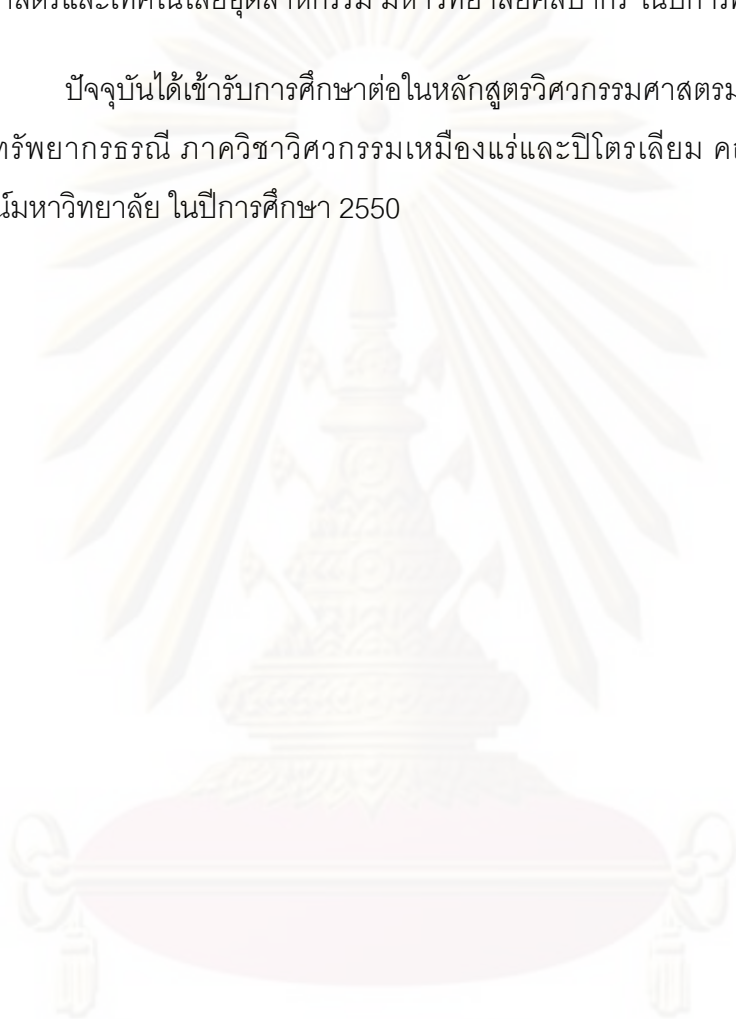 าสตร์และเทคโนโลยีอุตสาหกรรม มหาวิทยาลัยศิลปากร ในปีการ
ปัจจุบันได้เข้ารับการศึกษาต่อในหลักสูตรวิศวกรรมศาสตรม
ทรัพยากรธรณี ภาควิชาวิศวกรรมเหมืองแร่และปิโตรเลียม ค
น์มหาวิทยาลัย ในปีการศึกษา 2550